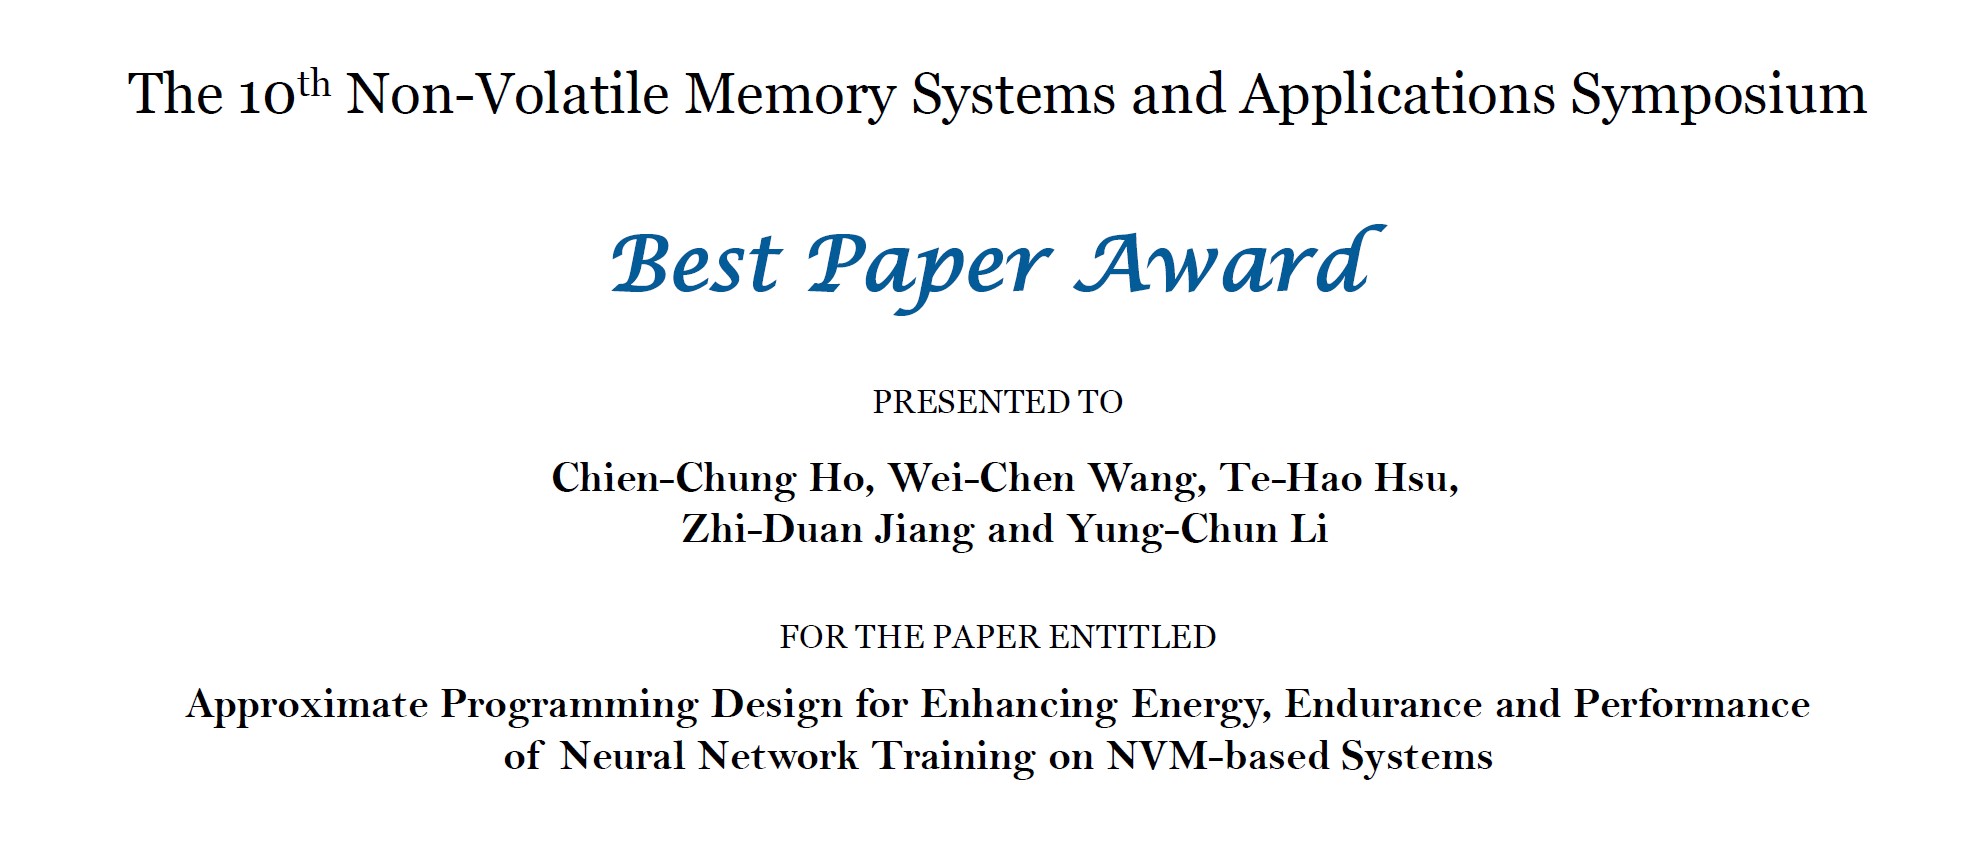 The 10th Non-Volatile Memory Systems and Applications Symposium
Best Paper Award
PRESENTED TO
Chien-Chung Ho, Wei-Chen Wang, Te-Hao Hsu,
Zhi-Duan Jiang and Yung-Chun Li
FOR THE PAPER ENTITLED
Approximate Programming Design for Enhancing Energy, Endurance and Performance
of Neural Network Training on NVM-based Systems